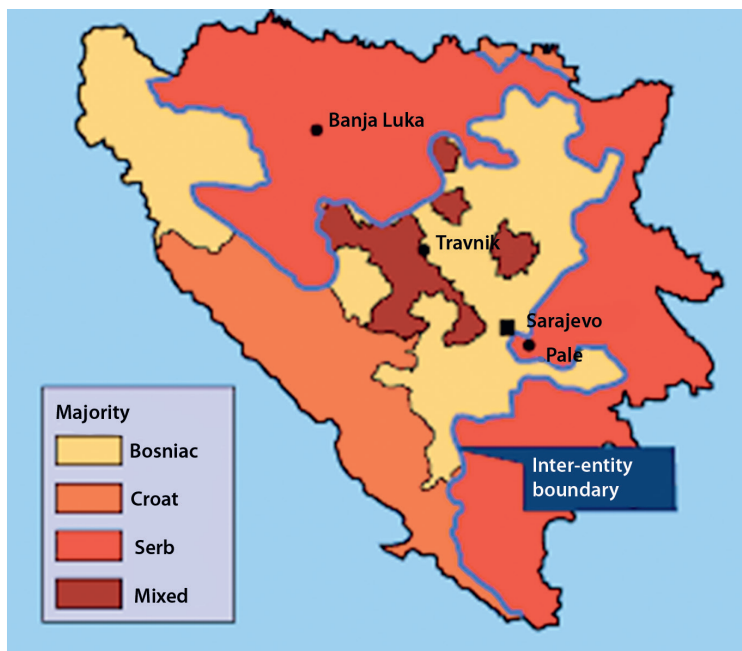 Banja Luka
Travnik
Sarajevo
Pale
Majority
Bosniac
Croat
Serb
Mixed
Inter-entity
boundary